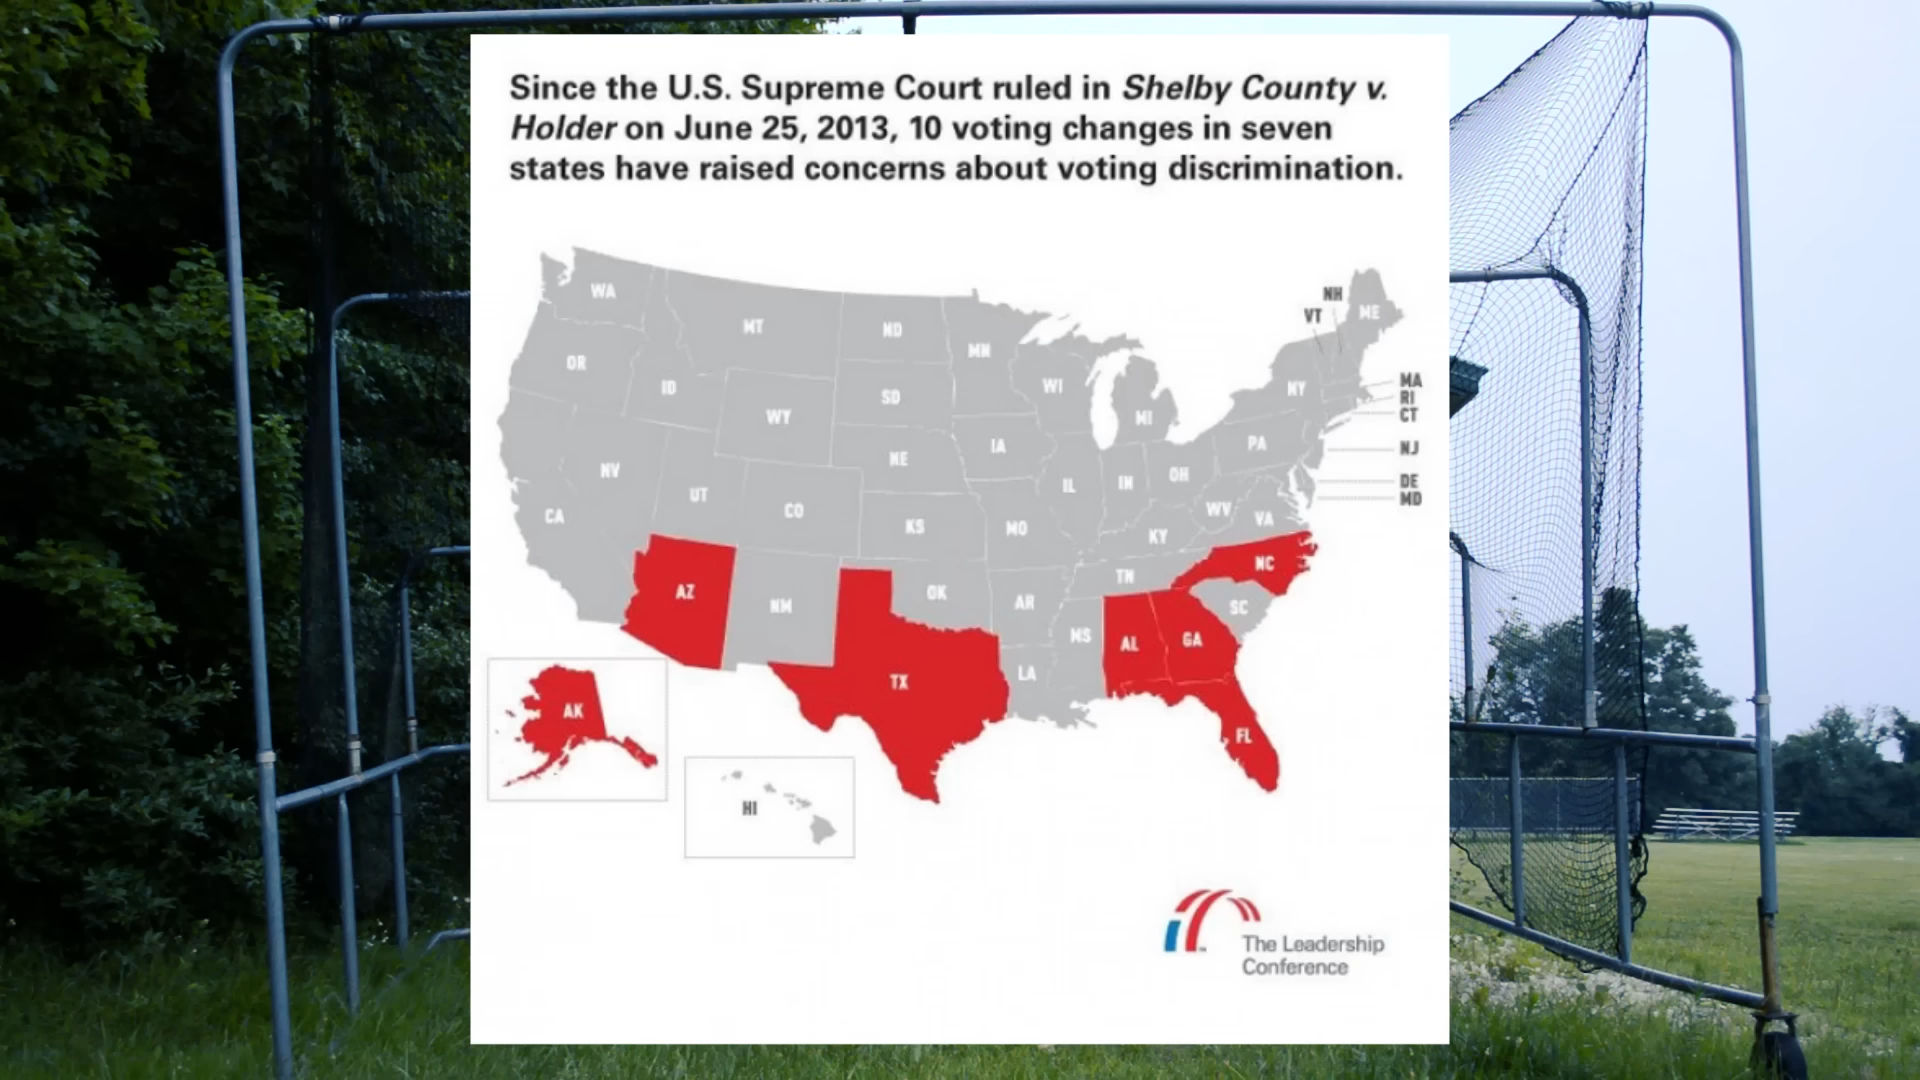 Since the U.S. Supreme Court ruled in Shelby County v.
Holder on June 25, 2013, 10 voting changes in seven
states have raised concerns about voting discrimination.
WA
MT
ND
MN
NH
VT
ME
OR
ID
SD
WI
MI
NY
MA
RI
CT
WY
IA
PA
NJ
NV
NE
IL
IN
OH
DE
MD
UT
CO
CA
KS
MO
WV
VA
KY
NC
TN
AZ
NM
OK
AR
SC
MS
AL
GA
TX
LA
AK
FL
HI
The Leadership
Conference